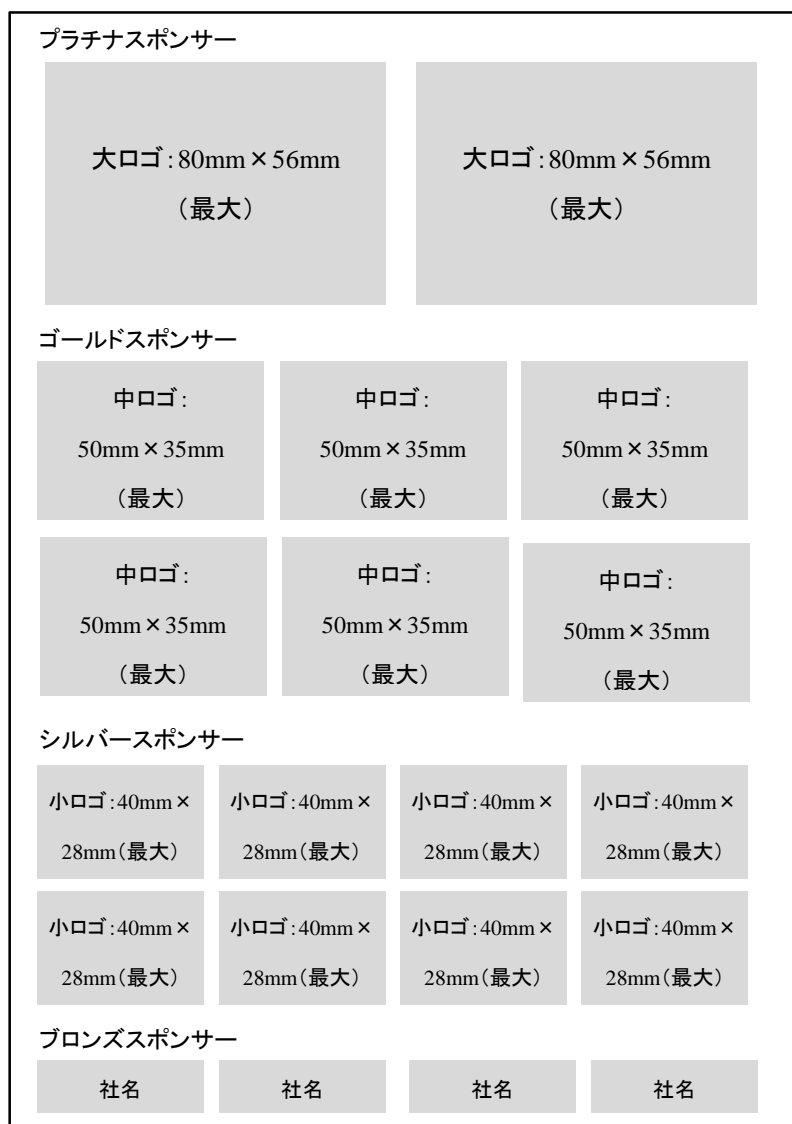 プラチナスポンサー
大ロゴ:80mm×56mm
(最大)
大ロゴ:80mm×56mm
(最大)
ゴールドスポンサー
中ロゴ:
50mm×35mm
(最大)
中ロゴ:
50mm×35mm
(最大)
中ロゴ:
50mm×35mm
(最大)
中ロゴ:
50mm×35mm
(最大)
中ロゴ:
50mm×35mm
(最大)
中ロゴ:
50mm×35mm
(最大)
シルバースポンサー
小ロゴ:40mm×
28mm(最大)
小ロゴ:40mm×
28mm(最大)
小ロゴ:40mm×
28mm(最大)
小ロゴ:40mm×
28mm(最大)
小ロゴ:40mm×
28mm(最大)
小ロゴ:40mm×
28mm(最大)
小ロゴ:40mm×
28mm(最大)
小ロゴ:40mm×
28mm(最大)
ブロンズスポンサー
社名
社名
社名
社名